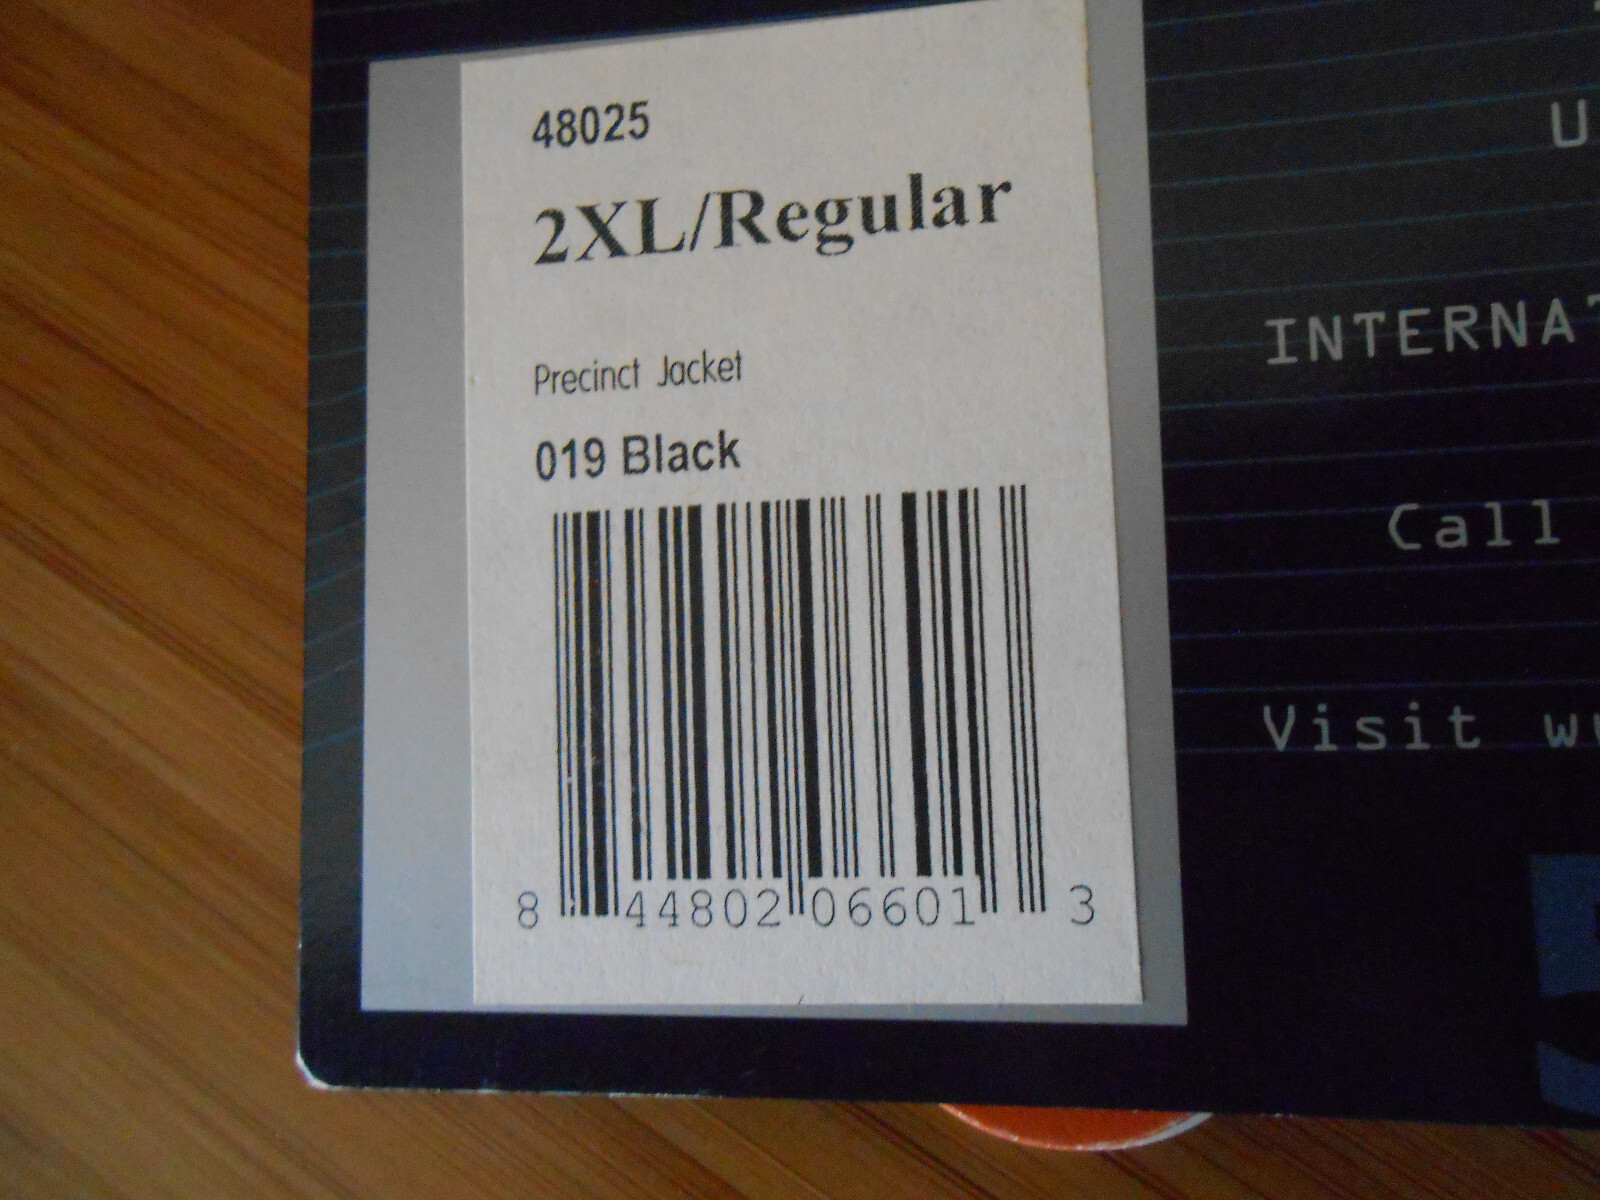 48025
2XL/Regular
Precinct Jacket
019 Black
8 44802 06601 3
U
INTERNAT
Call
Visit